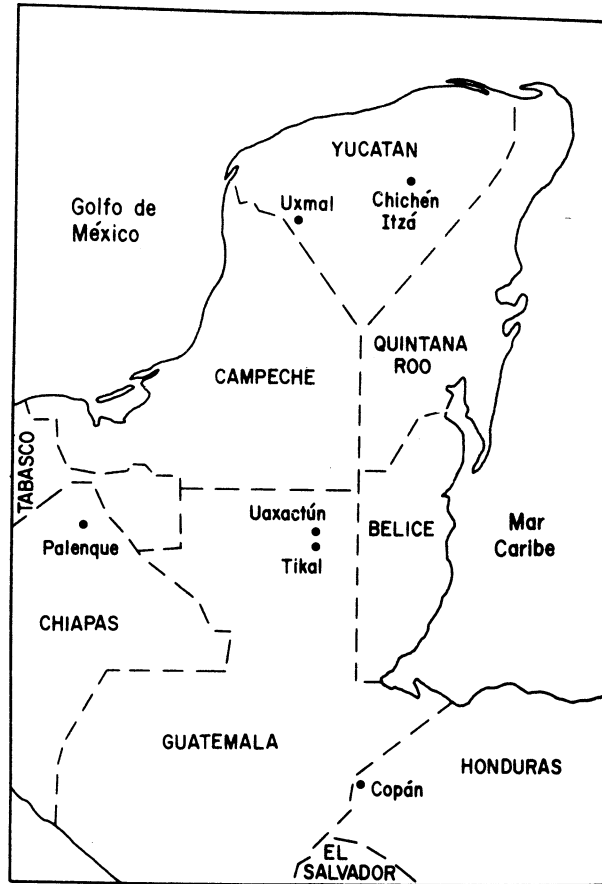 YUCATAN
Golfo de
México
Uxmal
Chichén
Itzá
QUINTANA
ROO
CAMPECHE
TABASCO
Uaxactún
Tikal
BELICE
Mar
Caribe
Palenque
CHIAPAS
GUATEMALA
HONDURAS
Copán
EL
SALVADOR